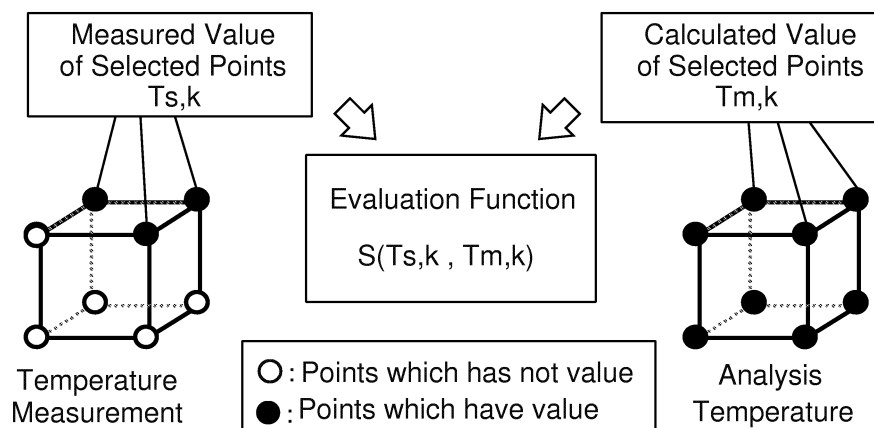 Measured Value
of Selected Points
Ts,k
Calculated Value
of Selected Points
Tm,k
Evaluation Function
S(Ts,k , Tm,k)
Temperature
Measurement
: Points which has not value
: Points which have value
Analysis
Temperature